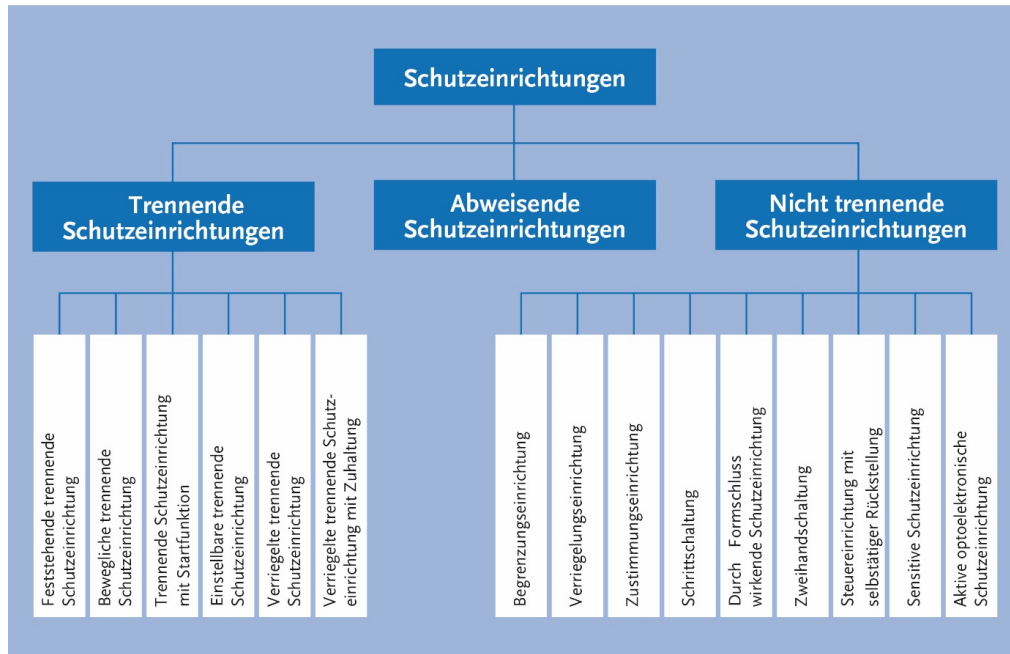 Schutzeinrichtungen
Trennende
Schutzeinrichtungen
Abweisende
Schutzeinrichtungen
Nicht trennende
Schutzeinrichtungen
Feststehende trennende
Schutzeinrichtung
Bewegliche trennende
Schutzeinrichtung
Trennende Schutzeinrichtung
mit Startfunktion
Einstellbare trennende
Schutzeinrichtung
Verriegelte trennende
Schutzeinrichtung
Verriegelte trennende Schutz-
einrichtung mit Zuhaltung
Begrenzungseinrichtung
Verriegelungseinrichtung
Zustimmungseinrichtung
Schrittschaltung
Durch Formschluss
wirkende Schutzeinrichtung
Zweihandschaltung
Steuereinrichtung mit
selbstätiger Rückstellung
Sensitive Schutzeinrichtung
Aktive optoelektronische
Schutzeinrichtung